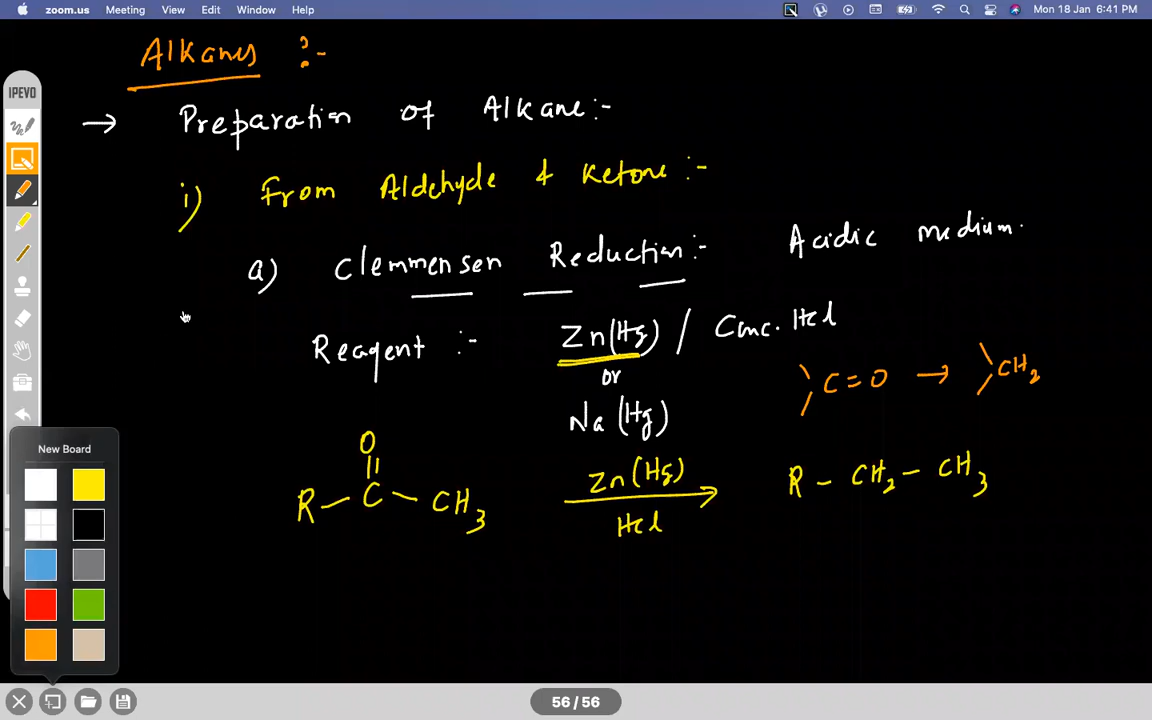 zoom.us Meeting View Edit Window Help Mon 18 Jan 6:41 PM
Alkanes :-
IPEVO
→ Preparation of Alkane:-
i) From Aldehyde & Ketone :-
a) Clemmensen Reduction:- Acidic medium.
Reagent :- Zn(Hg) / Conc. Hcl
or
Na (Hg)
>C=O → >CH2
New Board
O
||
R - C - CH3 Zn(Hg) / Hcl → R - CH2 - CH3
56 / 56